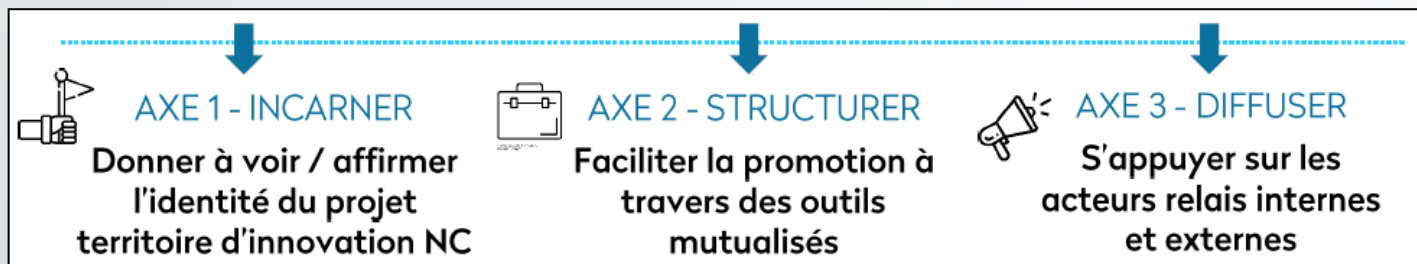 AXE 1 - INCARNER
Donner à voir / affirmer
l'identité du projet
territoire d'innovation NC
AXE 2 - STRUCTURER
Faciliter la promotion à
travers des outils
mutualisés
AXE 3 - DIFFUSER
S'appuyer sur les
acteurs relais internes
et externes